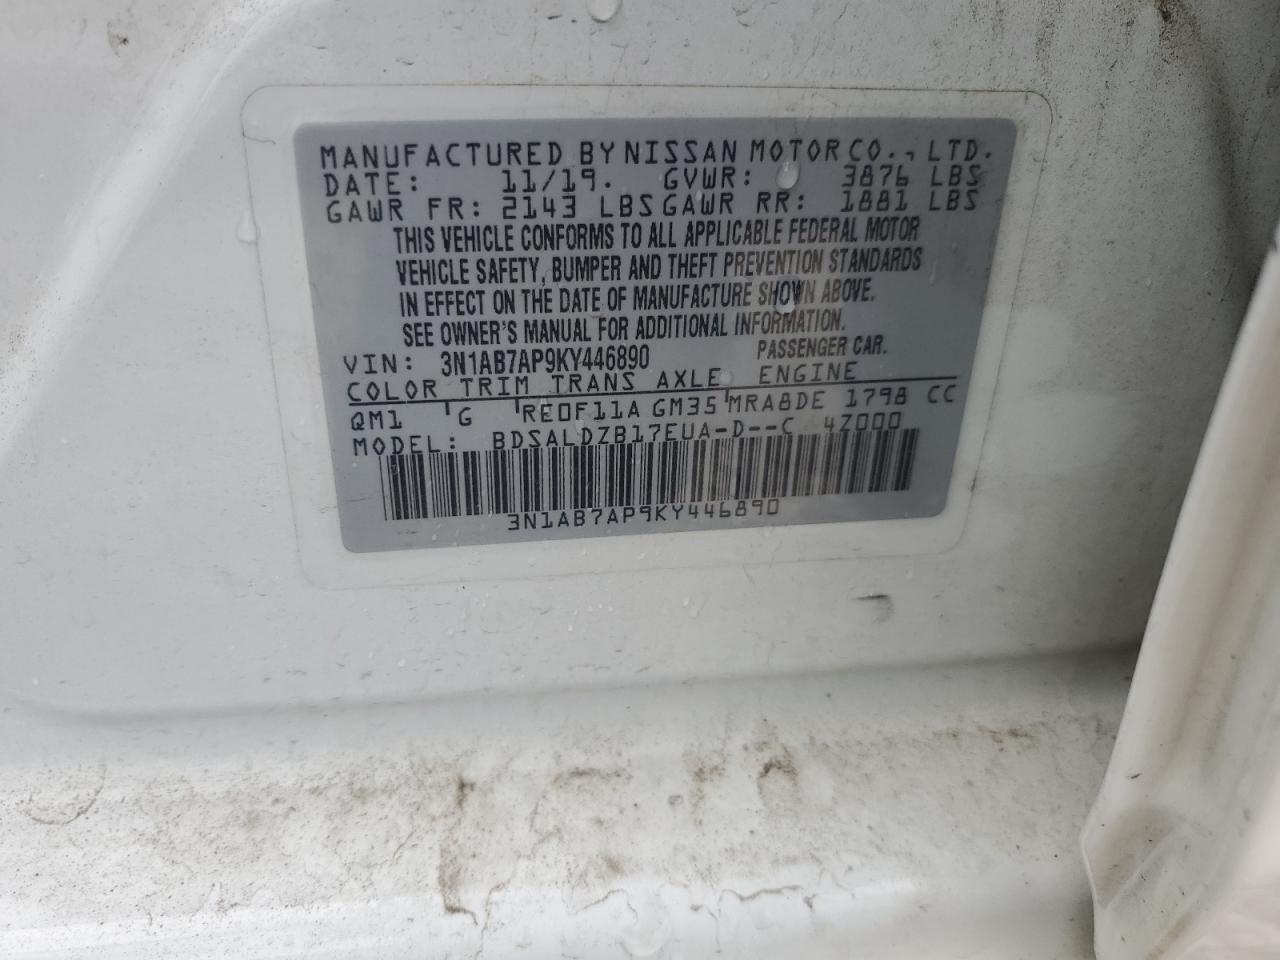 MANUFACTURED BY NISSAN MOTOR CO., LTD.
DATE: 11/19. GVWR: 3876 LBS
GAWR FR: 2143 LBS GAWR RR: 1881 LBS
THIS VEHICLE CONFORMS TO ALL APPLICABLE FEDERAL MOTOR
VEHICLE SAFETY, BUMPER AND THEFT PREVENTION STANDARDS
IN EFFECT ON THE DATE OF MANUFACTURE SHOWN ABOVE.
SEE OWNER'S MANUAL FOR ADDITIONAL INFORMATION.
VIN: 3N1AB7AP9KY446890 PASSENGER CAR.
COLOR TRIM TRANS AXLE ENGINE
QM1 ' G ' RE0F11A GM35 ' MRA8DE 1798 CC
MODEL: BDSALDZB17EUA-D--C 4Z000
3N1AB7AP9KY446890